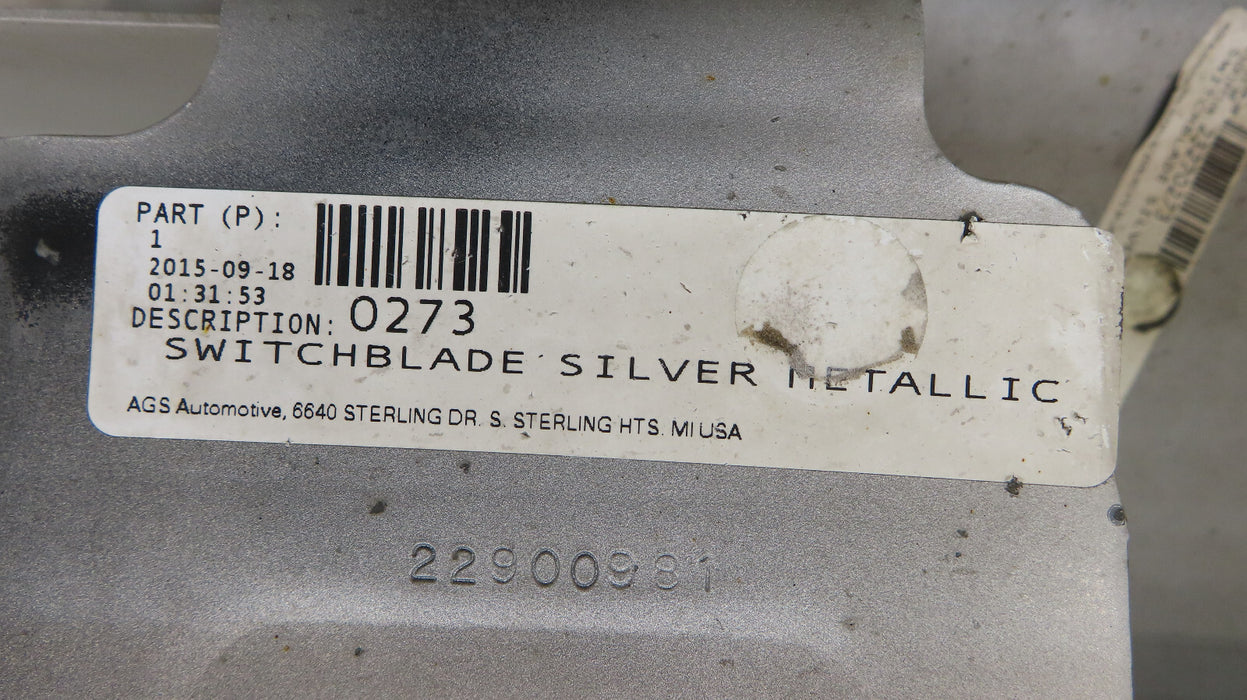 PART (P):
1
2015-09-18
01:31:53
DESCRIPTION: 0273
SWITCHBLADE SILVER METALLIC
AGS Automotive, 6640 STERLING DR. S. STERLING HTS. MI USA
22900981